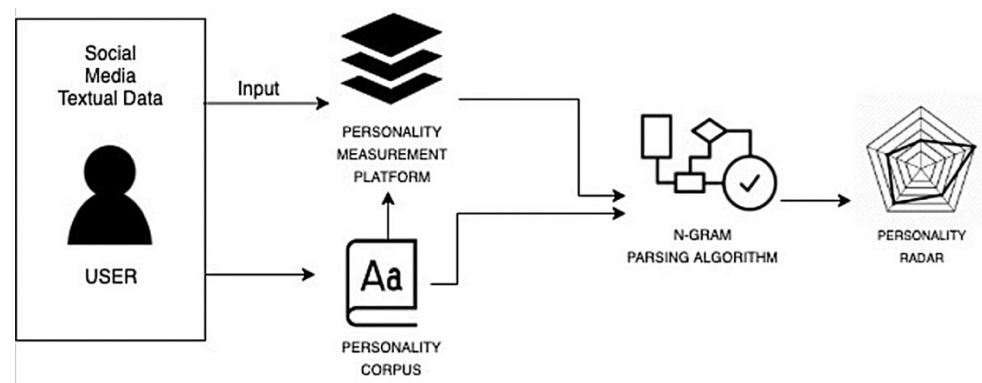 Social
Media
Textual Data
USER
Input
PERSONALITY
MEASUREMENT
PLATFORM
Aa
PERSONALITY
CORPUS
N-GRAM
PARSING ALGORITHM
PERSONALITY
RADAR